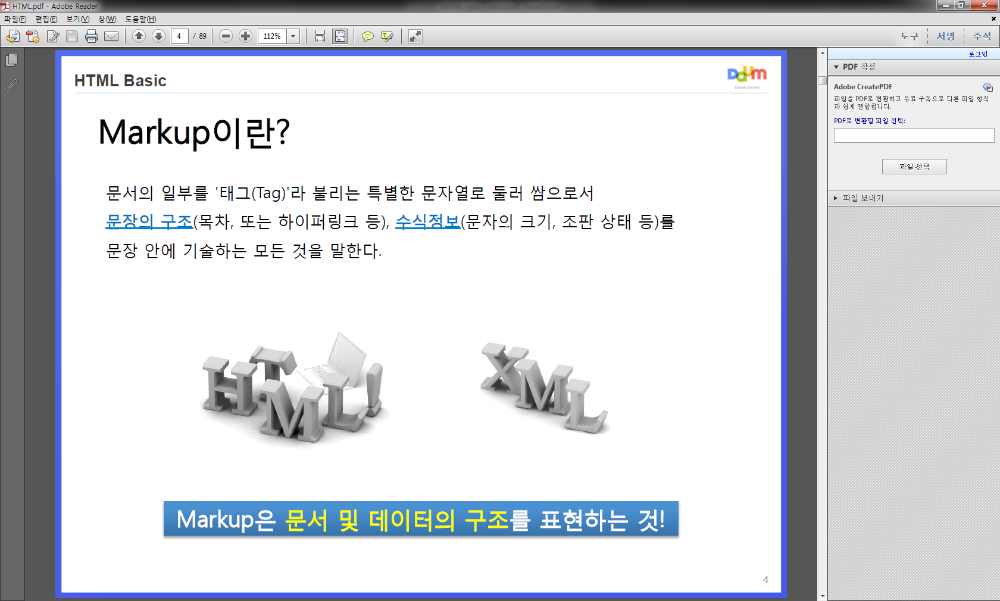 HTML.pdf - Adobe Reader
파일(F) 편집(E) 보기(V) 창(W) 도움말(H)
4 / 89 112% 도구 서명 주석
HTML Basic
Daum
Daum Service
Markup이란?
문서의 일부를 '태그(Tag)'라 불리는 특별한 문자열로 둘러 쌈으로서
문장의 구조(목차, 또는 하이퍼링크 등), 수식정보(문자의 크기, 조판 상태 등)를
문장 안에 기술하는 모든 것을 말한다.
HTML!
XML
Markup은 문서 및 데이터의 구조를 표현하는 것!
4
로그인
PDF 작성
Adobe CreatePDF
파일을 PDF로 변환하고 유료 구독으로 다른 파일 형식
과 쉽게 결합합니다.
PDF로 변환할 파일 선택:
파일 선택
파일 보내기